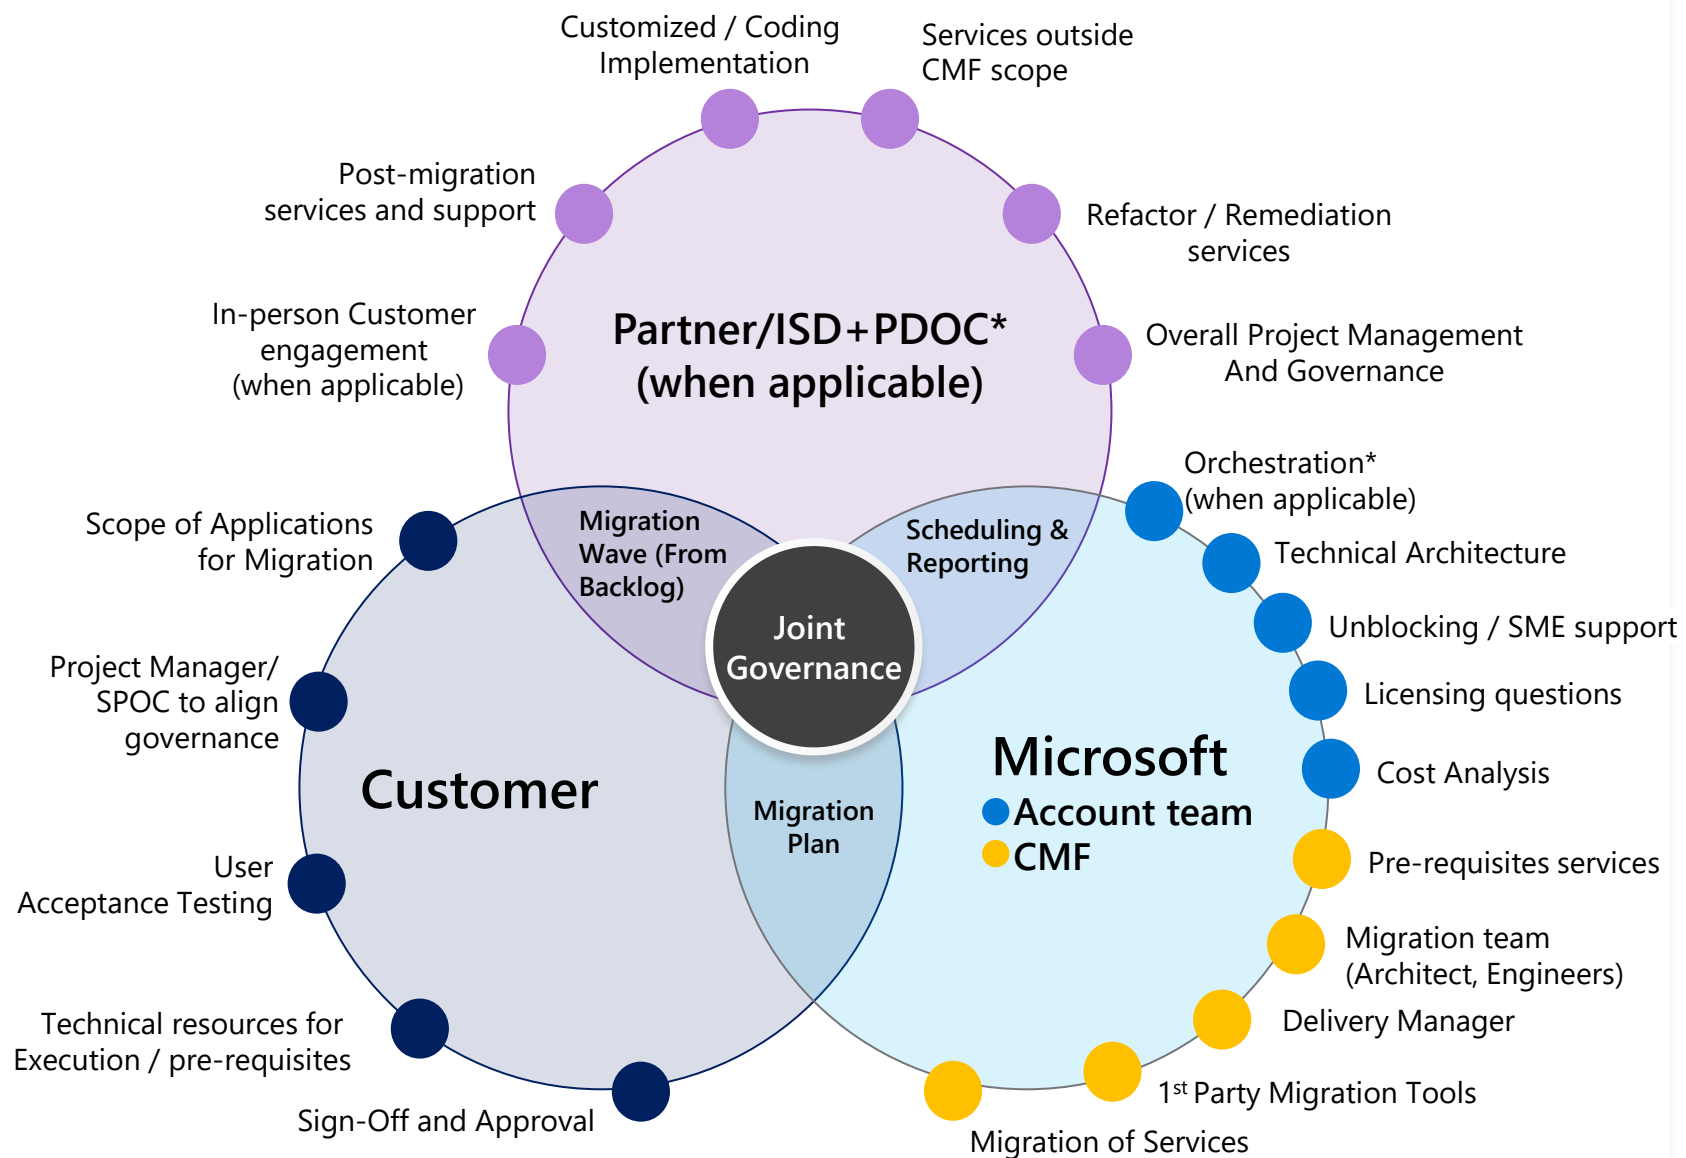 Customized / Coding
Implementation
Services outside
CMF scope
Post-migration
services and support
Refactor / Remediation
services
In-person Customer
engagement
(when applicable)
Partner/ISD+PDOC*
(when applicable)
Overall Project Management
And Governance
Orchestration*
(when applicable)
Scope of Applications
for Migration
Migration
Wave (From
Backlog)
Scheduling &
Reporting
Technical Architecture
Joint
Governance
Unblocking / SME support
Project Manager/
SPOC to align
governance
Licensing questions
Customer
Microsoft
Account team
CMF
Cost Analysis
Migration
Plan
User
Acceptance Testing
Pre-requisites services
Migration team
(Architect, Engineers)
Technical resources for
Execution / pre-requisites
Delivery Manager
1st Party Migration Tools
Sign-Off and Approval
Migration of Services